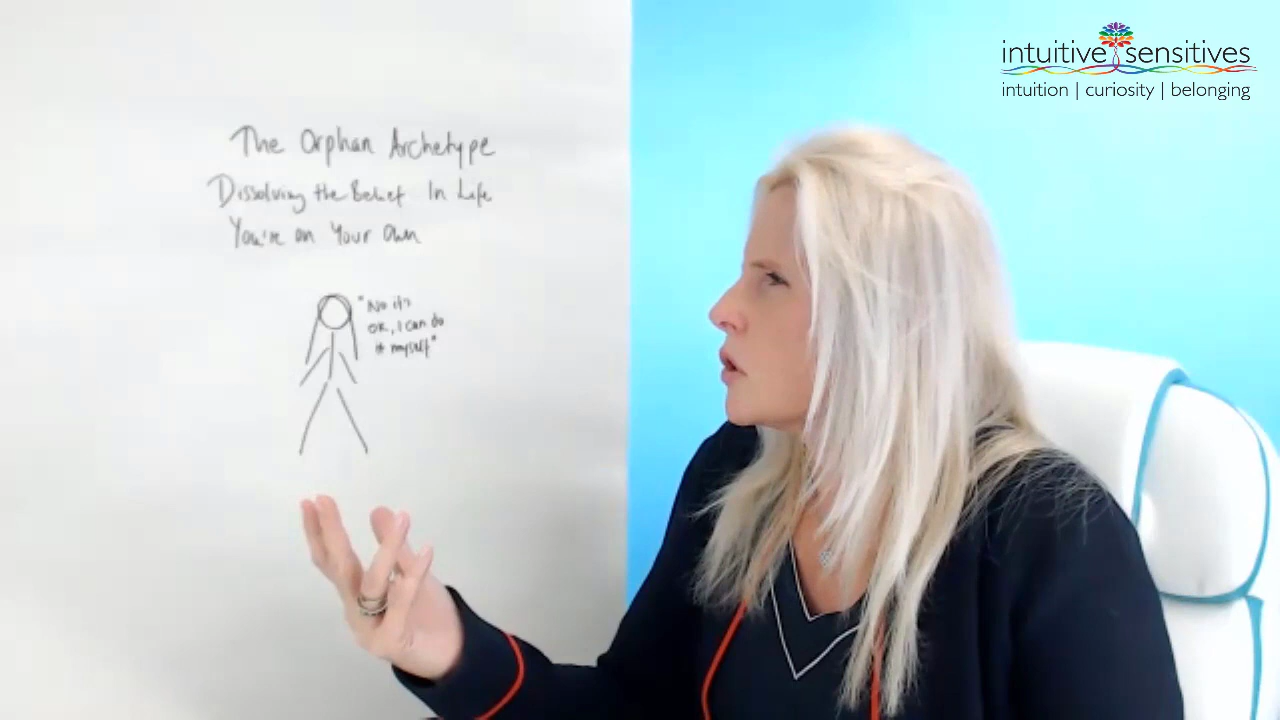 intuitive sensitives
intuition | curiosity | belonging
The Orphan Archetype
Dissolving the Belief In Life
You're on Your Own
"No it's
OK, I can do
it myself"